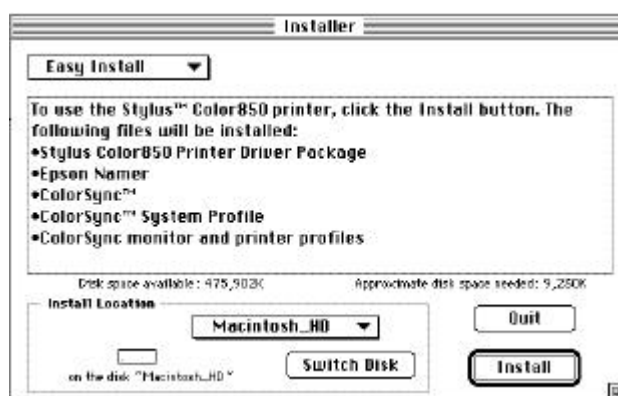 Installer
Easy Install
To use the Stylus™ Color850 printer, click the Install button. The
following files will be installed:
•Stylus Color850 Printer Driver Package
•Epson Namer
•ColorSync™
•ColorSync™ System Profile
•ColorSync monitor and printer profiles
Disk space available : 475,902K Approximate disk space needed: 9,280K
Install Location
Macintosh_HD
Quit
on the disk "Macintosh_HD"
Switch Disk
Install